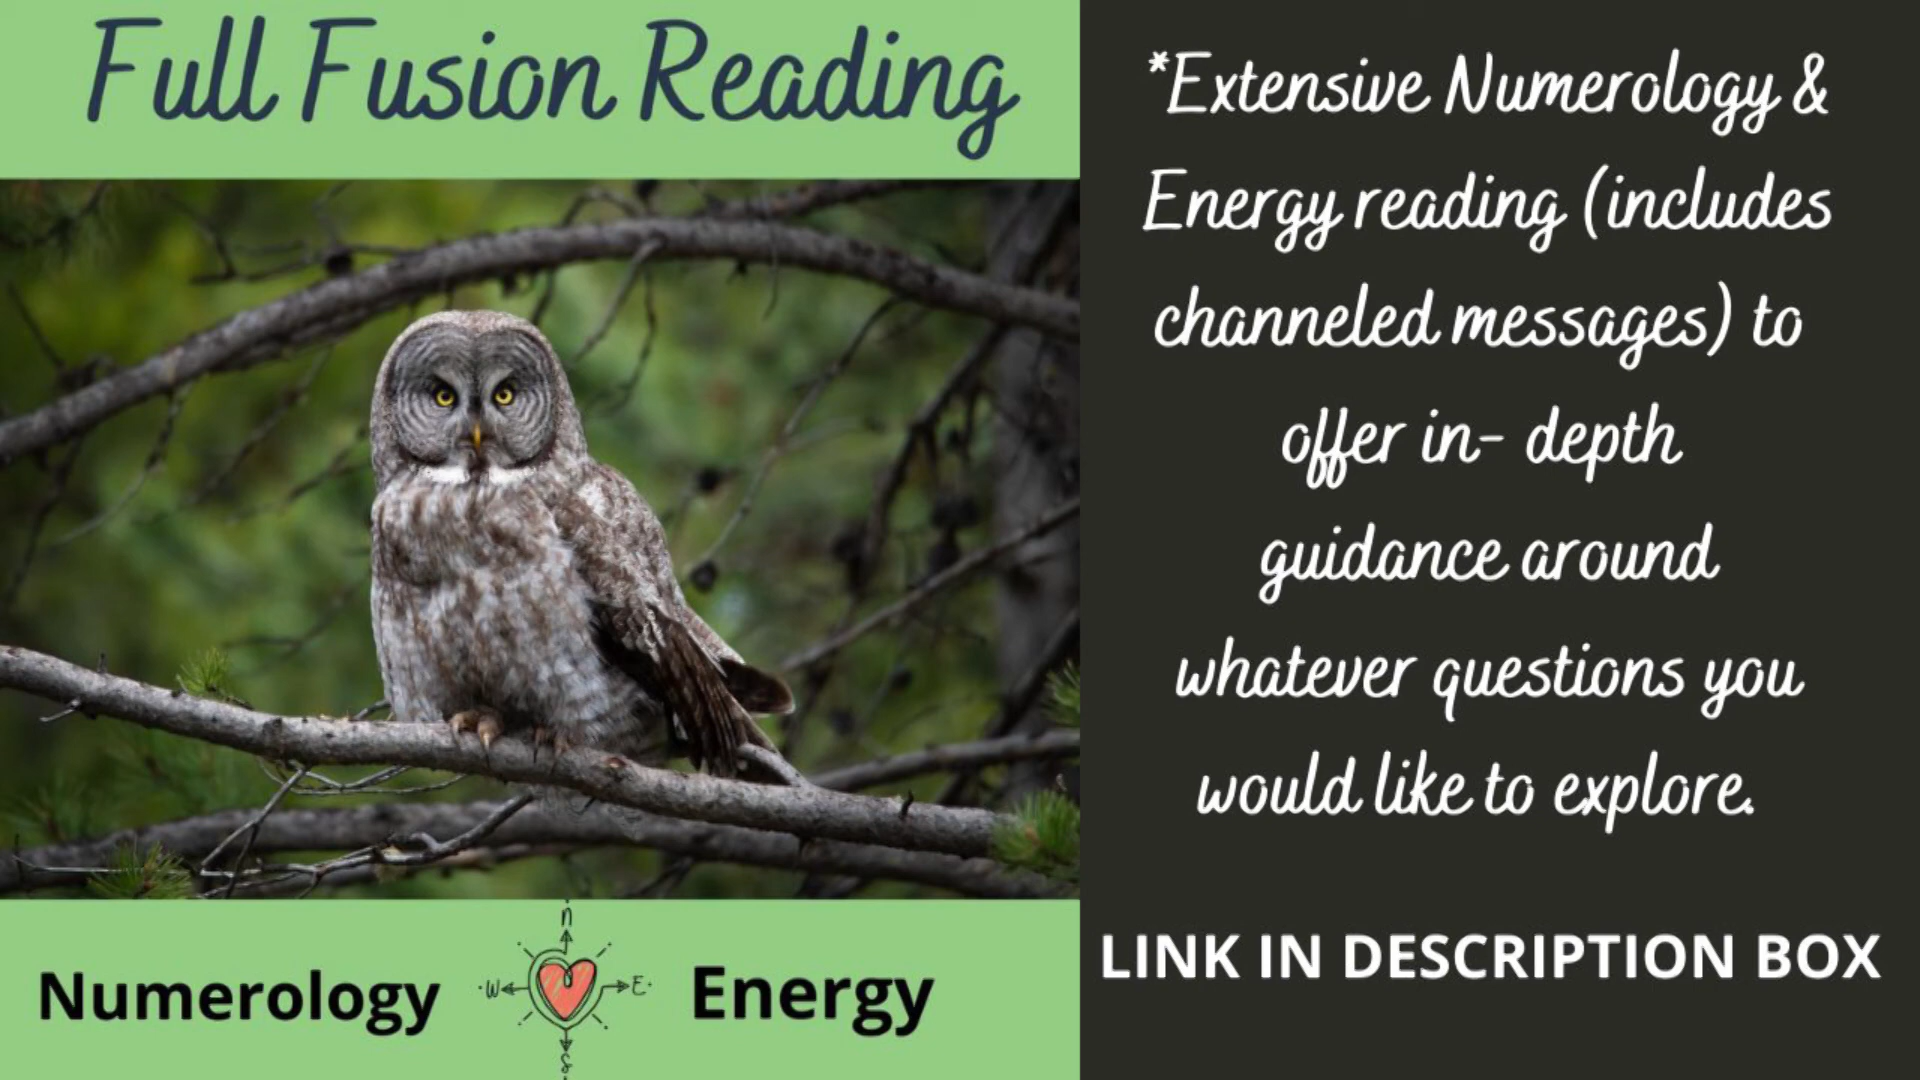 Full Fusion Reading
*Extensive Numerology &
Energy reading (includes
channeled messages) to
offer in- depth
guidance around
whatever questions you
would like to explore.
LINK IN DESCRIPTION BOX
Numerology
n
W
E
S
Energy